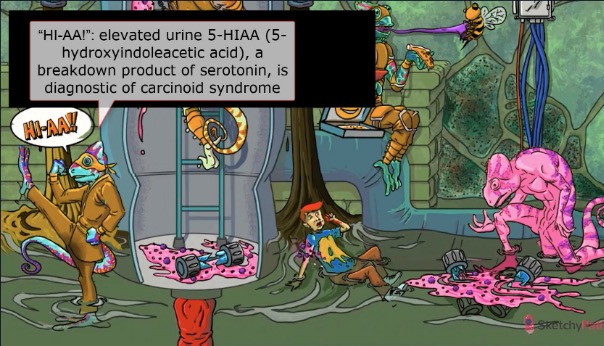 "HI-AA!": elevated urine 5-HIAA (5-
hydroxyindoleacetic acid), a
breakdown product of serotonin, is
diagnostic of carcinoid syndrome
HI-AA!!